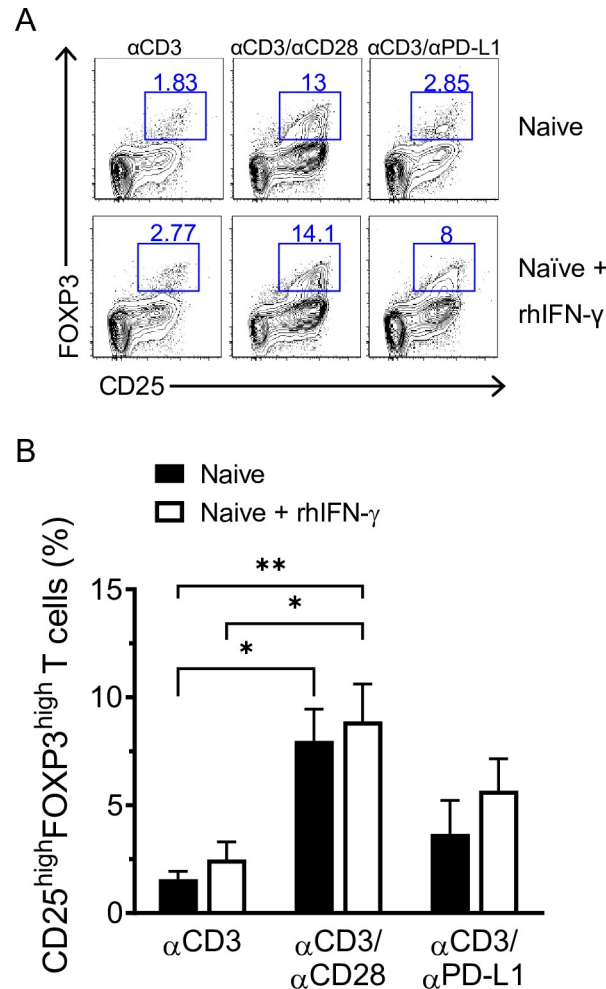 A
αCD3 αCD3/αCD28 αCD3/αPD-L1
1.83 13 2.85
Naive
2.77 14.1 8
Naïve +
rhIFN-γ
FOXP3
CD25
B
Naive
Naive + rhIFN-γ
CD25highFOXP3high T cells (%)
15
**
*
*
10
5
0
αCD3 αCD3/ αCD3/
αCD28 αPD-L1